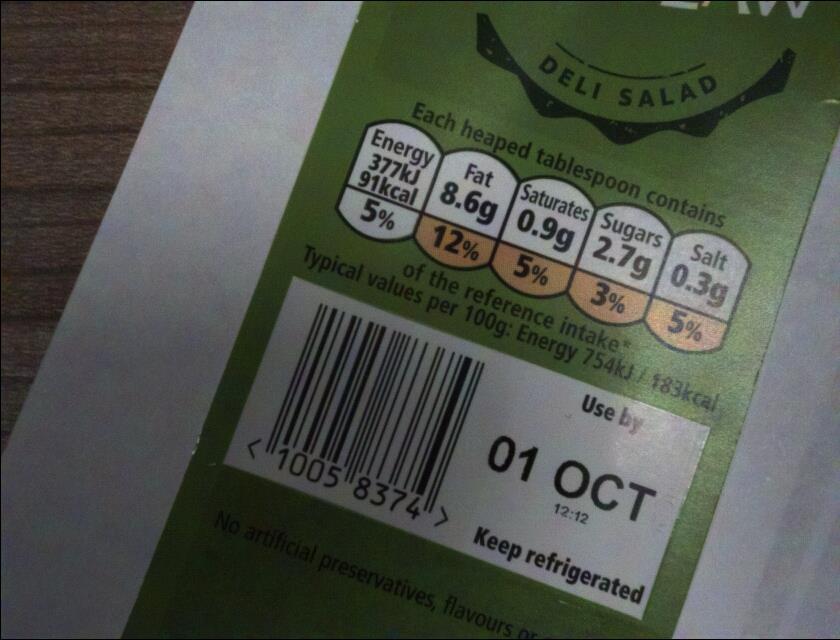 DELI SALAD
Each heaped tablespoon contains
Energy
377kJ
91kcal
5%
Fat
8.6g
12%
Saturates
0.9g
5%
Sugars
2.7g
3%
Salt
0.3g
5%
of the reference intake*
Typical values per 100g: Energy 754kJ / 183kcal
Use by
01 OCT
12:12
< 1005 8374 >
Keep refrigerated
No artificial preservatives, flavours or